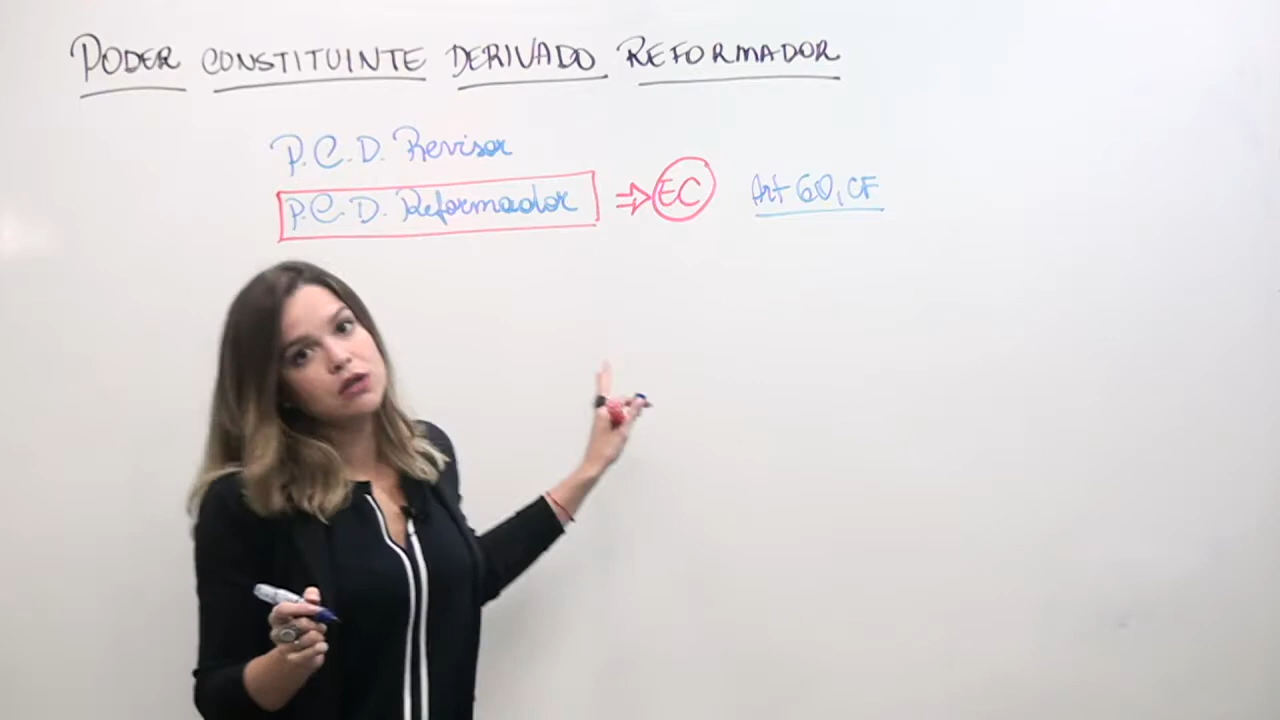 PODER CONSTITUINTE DERIVADO REFORMADOR
P.C.D. Revisor
P.C.D. Reformador ⇒ EC Art 60, CF